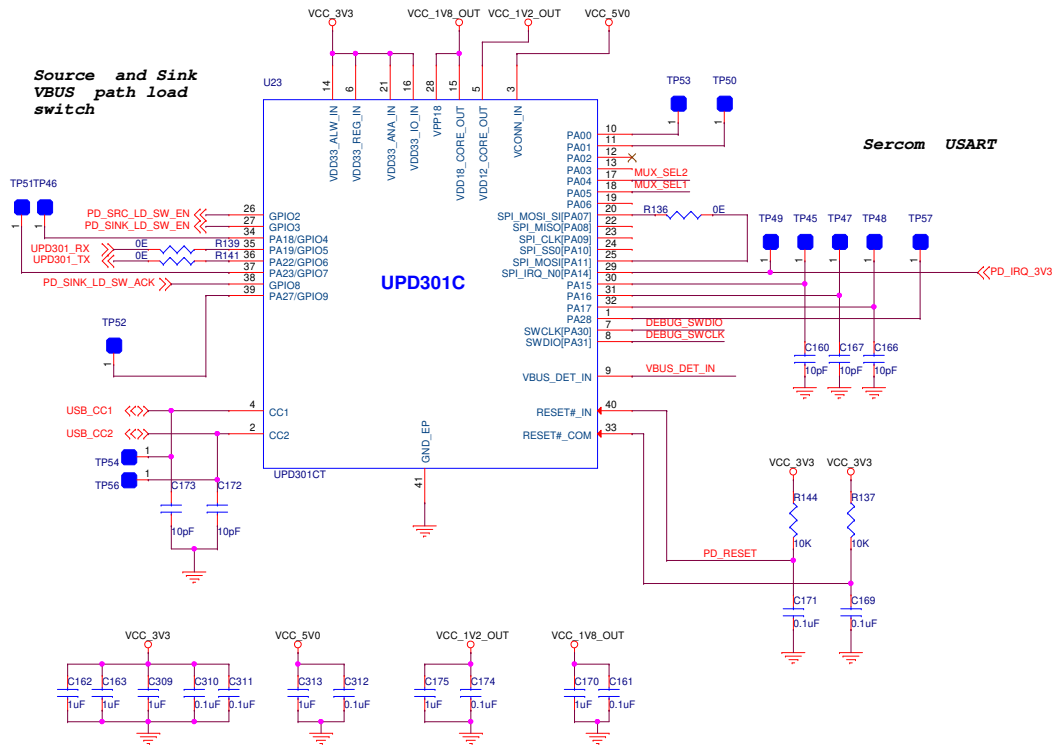 VCC_3V3 VCC_1V8_OUT VCC_1V2_OUT VCC_5V0
Source and Sink
VBUS path load
switch
U23
14 6 21 16 28 15 5 3
VDD33_ALW_IN VDD33_REG_IN VDD33_ANA_IN VDD33_IO_IN VPP18 VDD18_CORE_OUT VDD12_CORE_OUT VCONN_IN
TP53 TP50
1 1
Sercom USART
PA00 10
PA01 11
PA02 12
PA03 13
PA04 17 MUX_SEL2
PA05 18 MUX_SEL1
PA06 19
SPI_MOSI_SI[PA07] 20 R136 0E
SPI_MISO[PA08] 22
SPI_CLK[PA09] 23
SPI_SS0[PA10] 24
SPI_MOSI[PA11] 25
SPI_IRQ_N0[PA14] 29 PD_IRQ_3V3
PA15 30
PA16 31
PA17 32
PA28 1
SWCLK[PA30] 7 DEBUG_SWDIO
SWDIO[PA31] 8 DEBUG_SWCLK
VBUS_DET_IN 9 VBUS_DET_IN
RESET#_IN 40
RESET#_COM 33
TP49 TP45 TP47 TP48 TP57
1 1 1 1 1
C160 C167 C166
10pF 10pF 10pF
TP51 TP46
1 1
PD_SRC_LD_SW_EN 26 GPIO2
PD_SINK_LD_SW_EN 27 GPIO3
34 PA18/GPIO4
UPD301_RX 0E R139 35 PA19/GPIO5
UPD301_TX 0E R141 36 PA22/GPIO6
37 PA23/GPIO7
PD_SINK_LD_SW_ACK 38 GPIO8
39 PA27/GPIO9
UPD301C
TP52
1
USB_CC1 4 CC1
USB_CC2 2 CC2
TP54 1
TP56 1
GND_EP
41
UPD301CT
C173 C172
10pF 10pF
VCC_3V3 VCC_3V3
R144 R137
10K 10K
PD_RESET
C171 C169
0.1uF 0.1uF
VCC_3V3 VCC_5V0 VCC_1V2_OUT VCC_1V8_OUT
C162 C163 C309 C310 C311 C313 C312 C175 C174 C170 C161
1uF 1uF 1uF 0.1uF 0.1uF 1uF 0.1uF 1uF 0.1uF 1uF 0.1uF